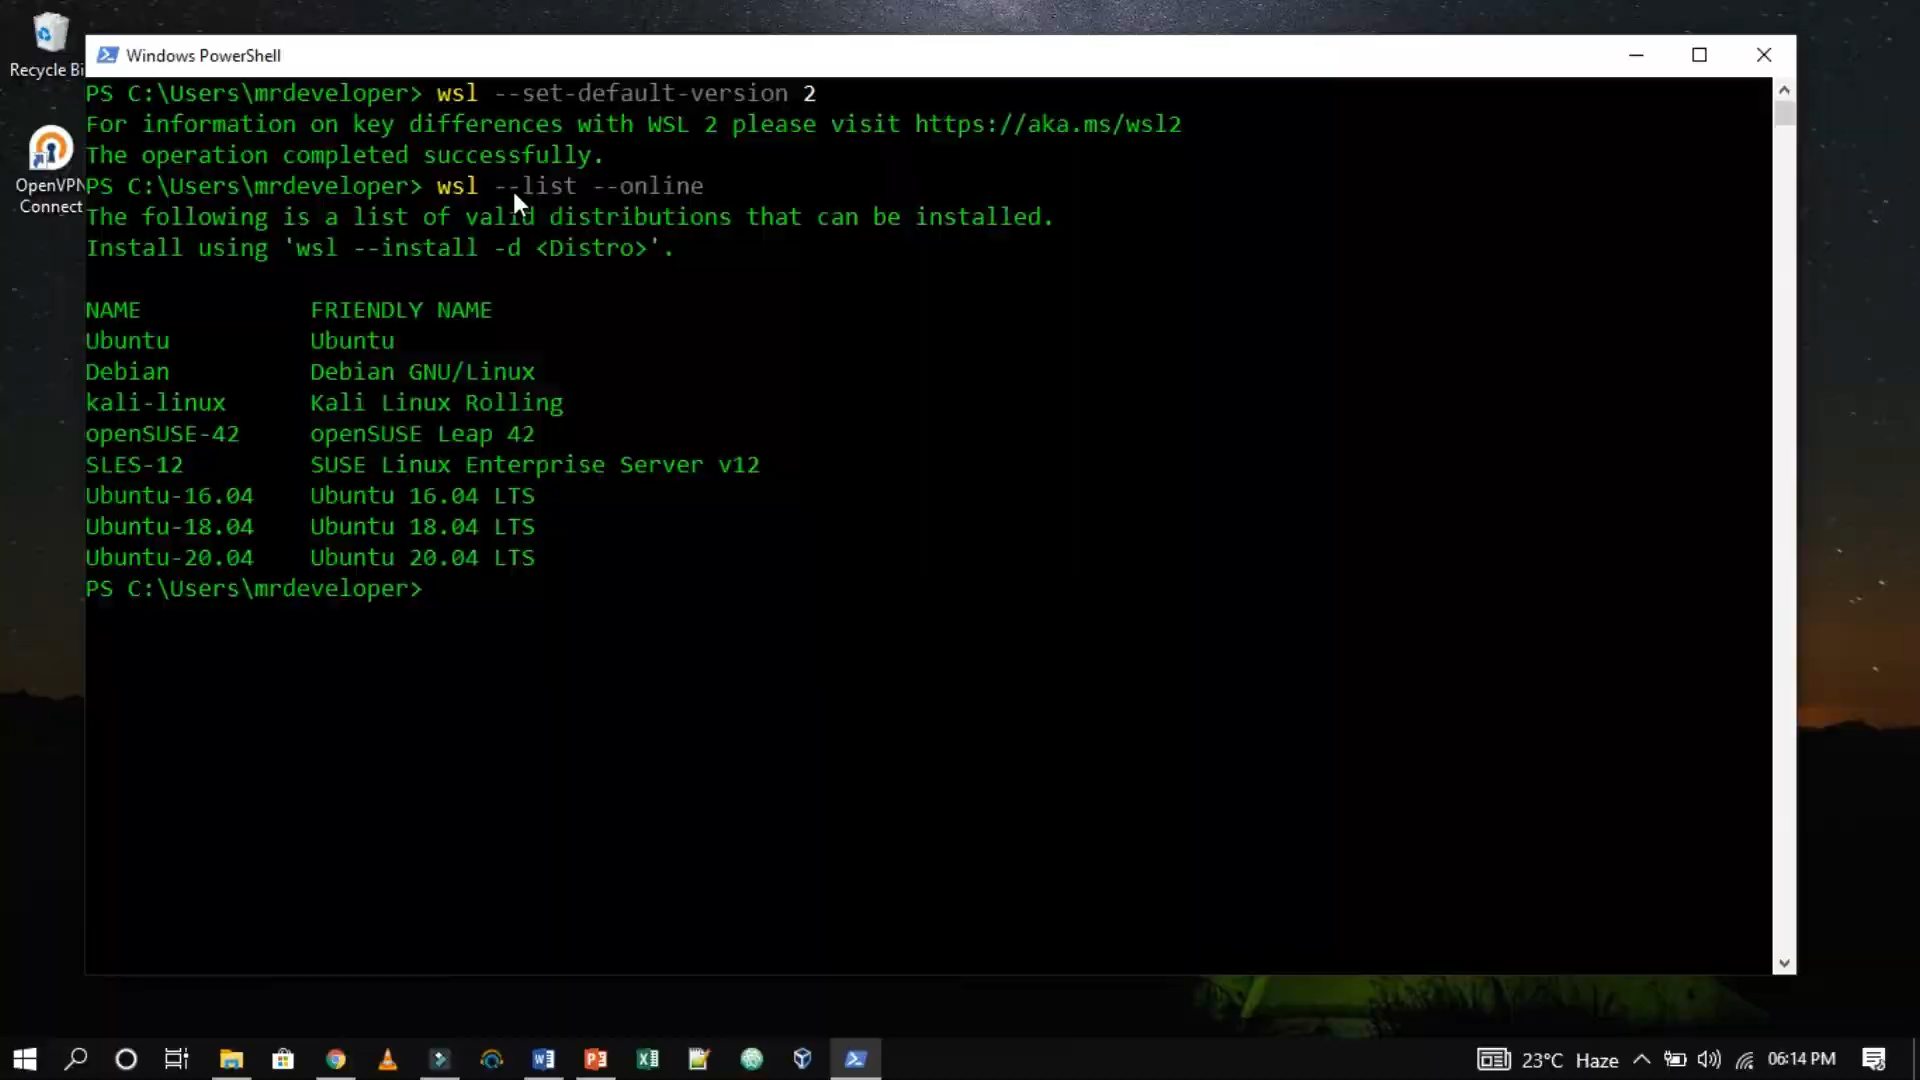 Recycle Bi
OpenVPN
Connect
Windows PowerShell
PS C:\Users\mrdeveloper> wsl --set-default-version 2
For information on key differences with WSL 2 please visit https://aka.ms/wsl2
The operation completed successfully.
PS C:\Users\mrdeveloper> wsl --list --online
The following is a list of valid distributions that can be installed.
Install using 'wsl --install -d <Distro>'.
NAME FRIENDLY NAME
Ubuntu Ubuntu
Debian Debian GNU/Linux
kali-linux Kali Linux Rolling
openSUSE-42 openSUSE Leap 42
SLES-12 SUSE Linux Enterprise Server v12
Ubuntu-16.04 Ubuntu 16.04 LTS
Ubuntu-18.04 Ubuntu 18.04 LTS
Ubuntu-20.04 Ubuntu 20.04 LTS
PS C:\Users\mrdeveloper>
23°C Haze 06:14 PM